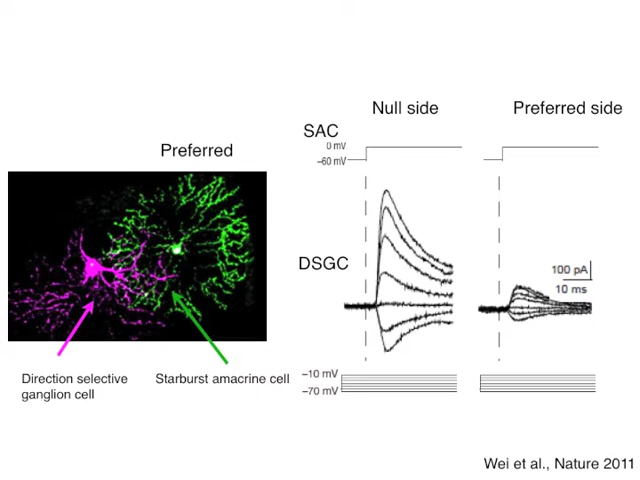 Null side
Preferred side
SAC
0 mV
−60 mV
Preferred
DSGC
100 pA
10 ms
Direction selective
ganglion cell
Starburst amacrine cell
−10 mV
−70 mV
Wei et al., Nature 2011